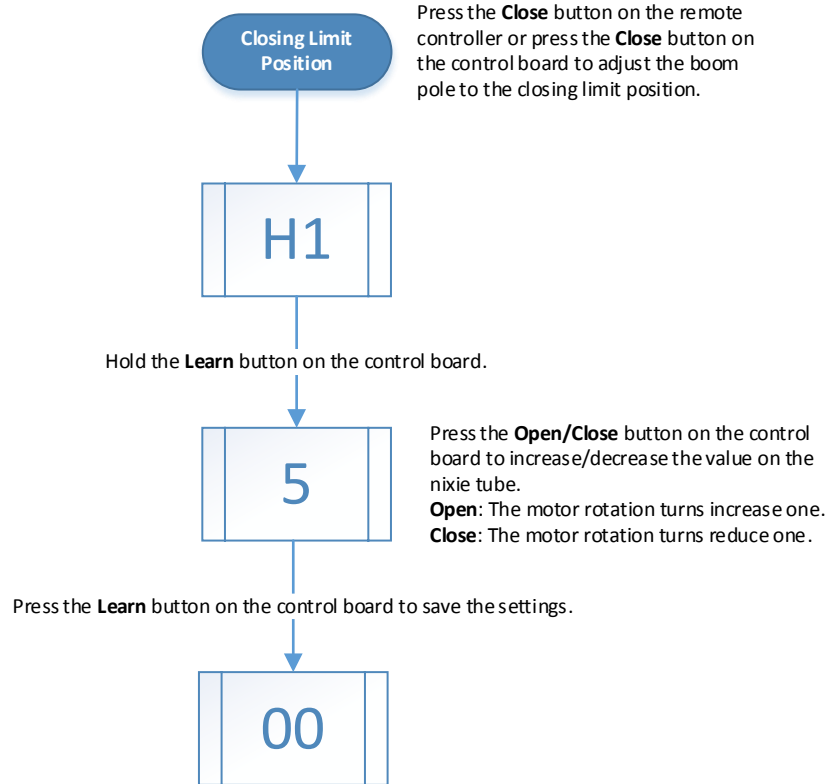 Closing Limit
Position
Press the Close button on the remote
controller or press the Close button on
the control board to adjust the boom
pole to the closing limit position.
H1
Hold the Learn button on the control board.
5
Press the Open/Close button on the control
board to increase/decrease the value on the
nixie tube.
Open: The motor rotation turns increase one.
Close: The motor rotation turns reduce one.
Press the Learn button on the control board to save the settings.
00